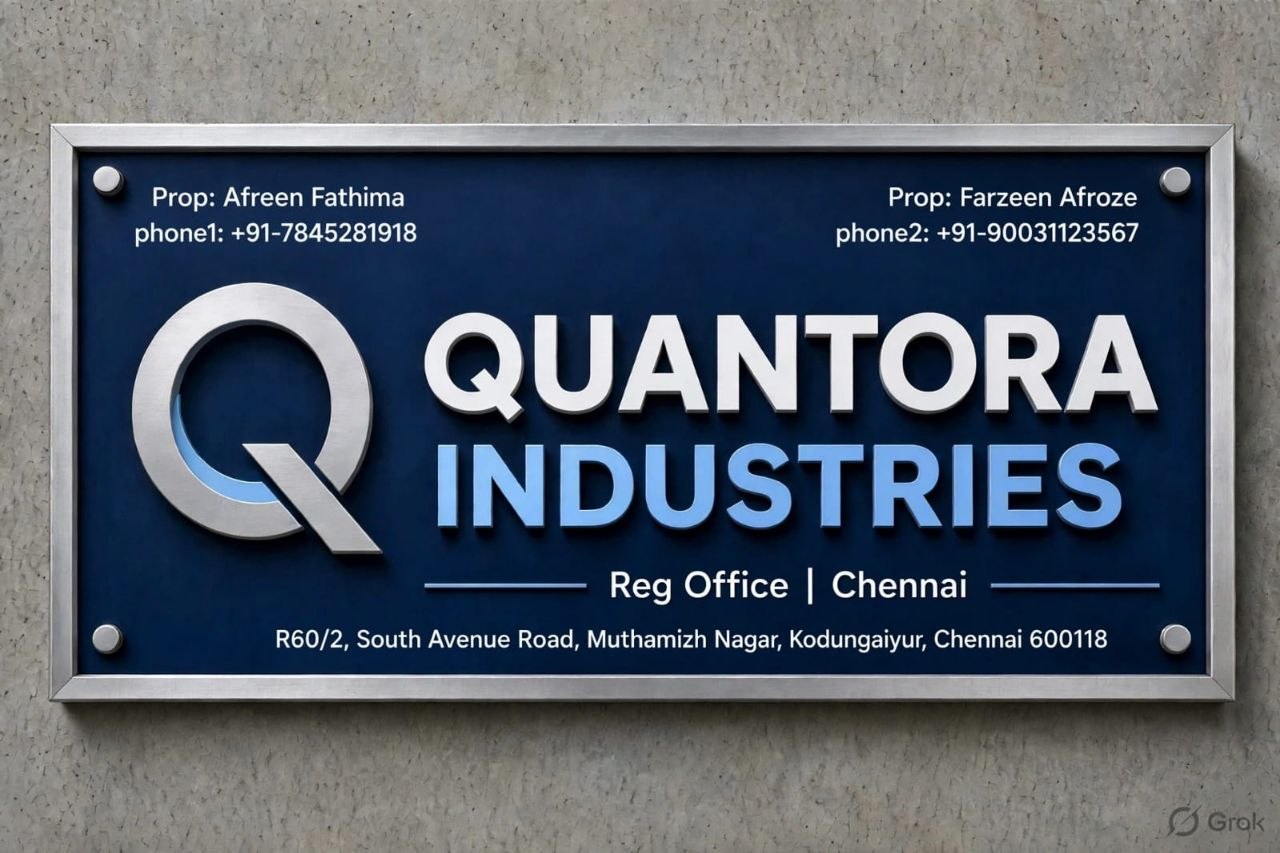 Prop: Afreen Fathima
phone1: +91-7845281918
Prop: Farzeen Afroze
phone2: +91-90031123567
QUANTORA
INDUSTRIES
Reg Office | Chennai
R60/2, South Avenue Road, Muthamizh Nagar, Kodungaiyur, Chennai 600118
Grok